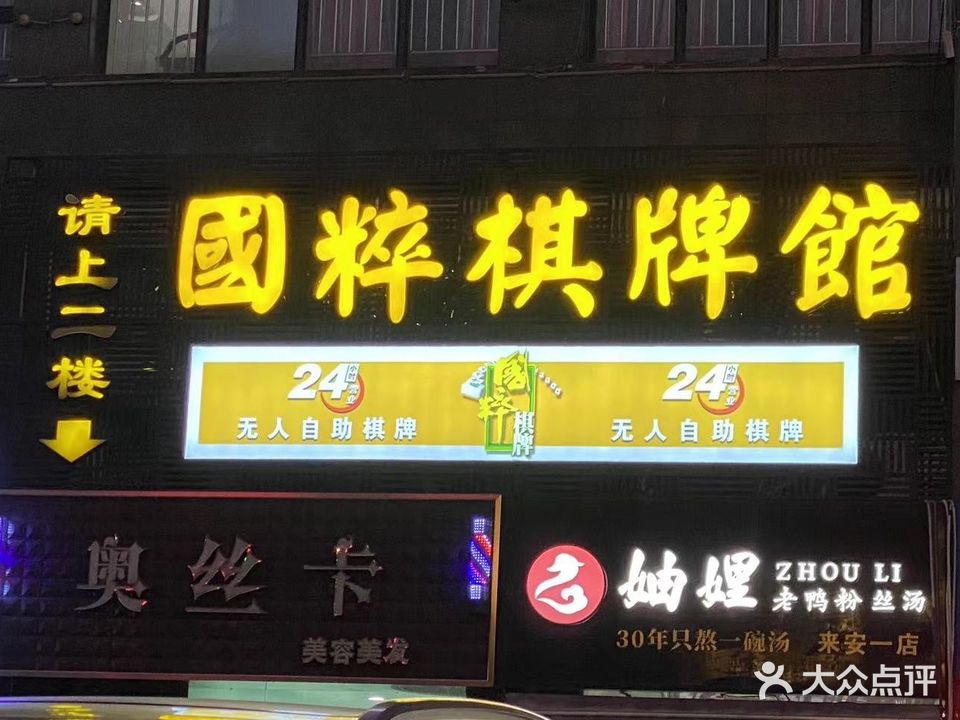 请上二楼
國粹棋牌館
24小时营业
无人自助棋牌
國粹棋牌
24小时营业
无人自助棋牌
奥丝卡
美容美发
妯娌
ZHOU LI
老鸭粉丝汤
30年只熬一碗汤 来安一店
大众点评